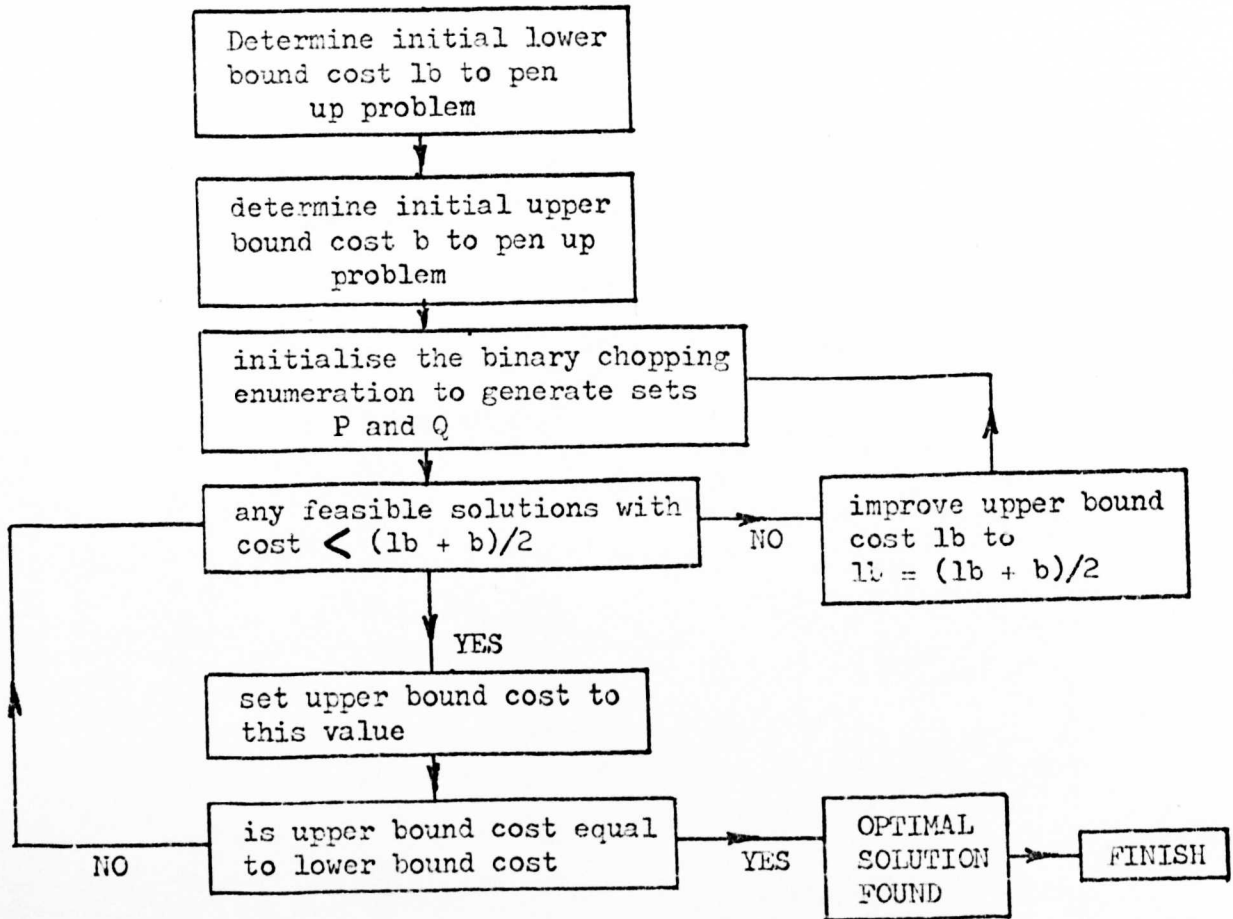 Determine initial lower
bound cost lb to pen
up problem
determine initial upper
bound cost b to pen up
problem
initialise the binary chopping
enumeration to generate sets
P and Q
any feasible solutions with
cost < (lb + b)/2
NO
improve upper bound
cost lb to
lb = (lb + b)/2
YES
set upper bound cost to
this value
is upper bound cost equal
to lower bound cost
NO
YES
OPTIMAL
SOLUTION
FOUND
FINISH